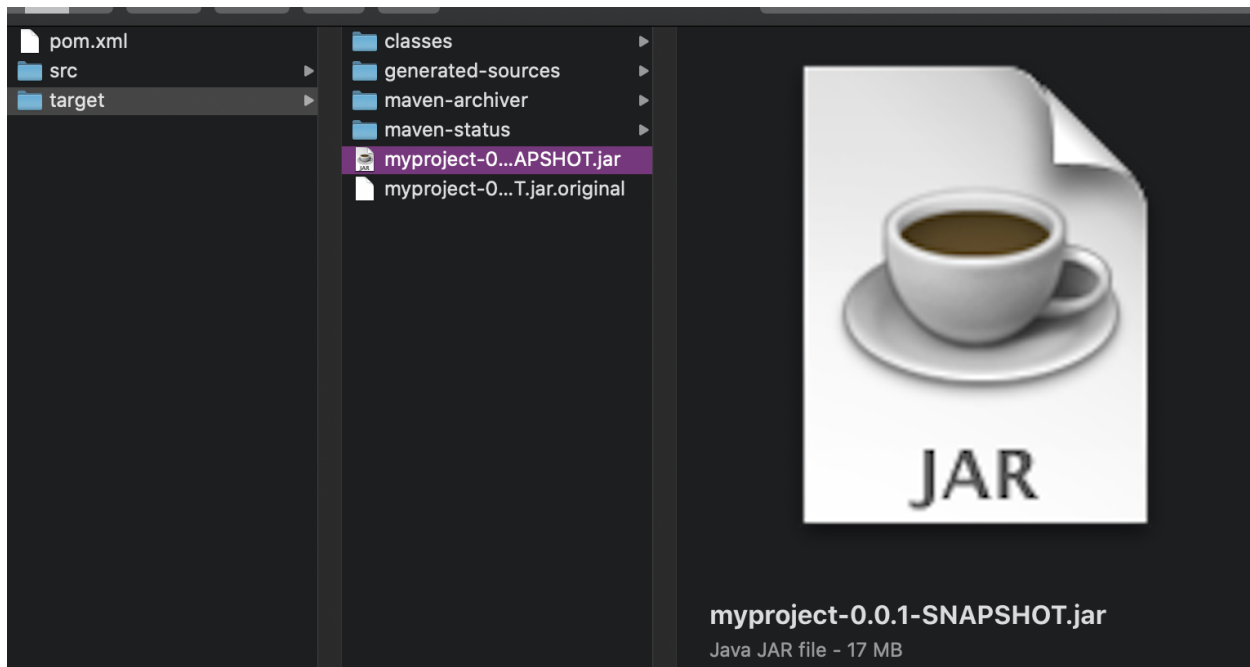 pom.xml
src
target
classes
generated-sources
maven-archiver
maven-status
myproject-0...APSHOT.jar
myproject-0...T.jar.original
JAR
myproject-0.0.1-SNAPSHOT.jar
Java JAR file - 17 MB